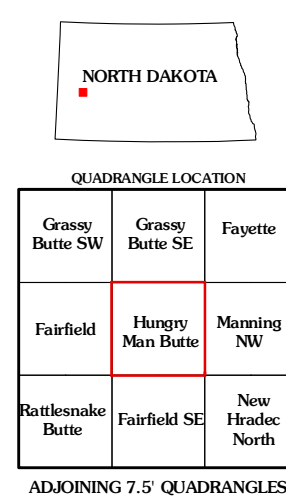 NORTH DAKOTA
QUADRANGLE LOCATION
Grassy
Butte SW
Grassy
Butte SE
Fayette
Fairfield
Hungry
Man Butte
Manning
NW
Rattlesnake
Butte
Fairfield SE
New
Hradec
North
ADJOINING 7.5' QUADRANGLES